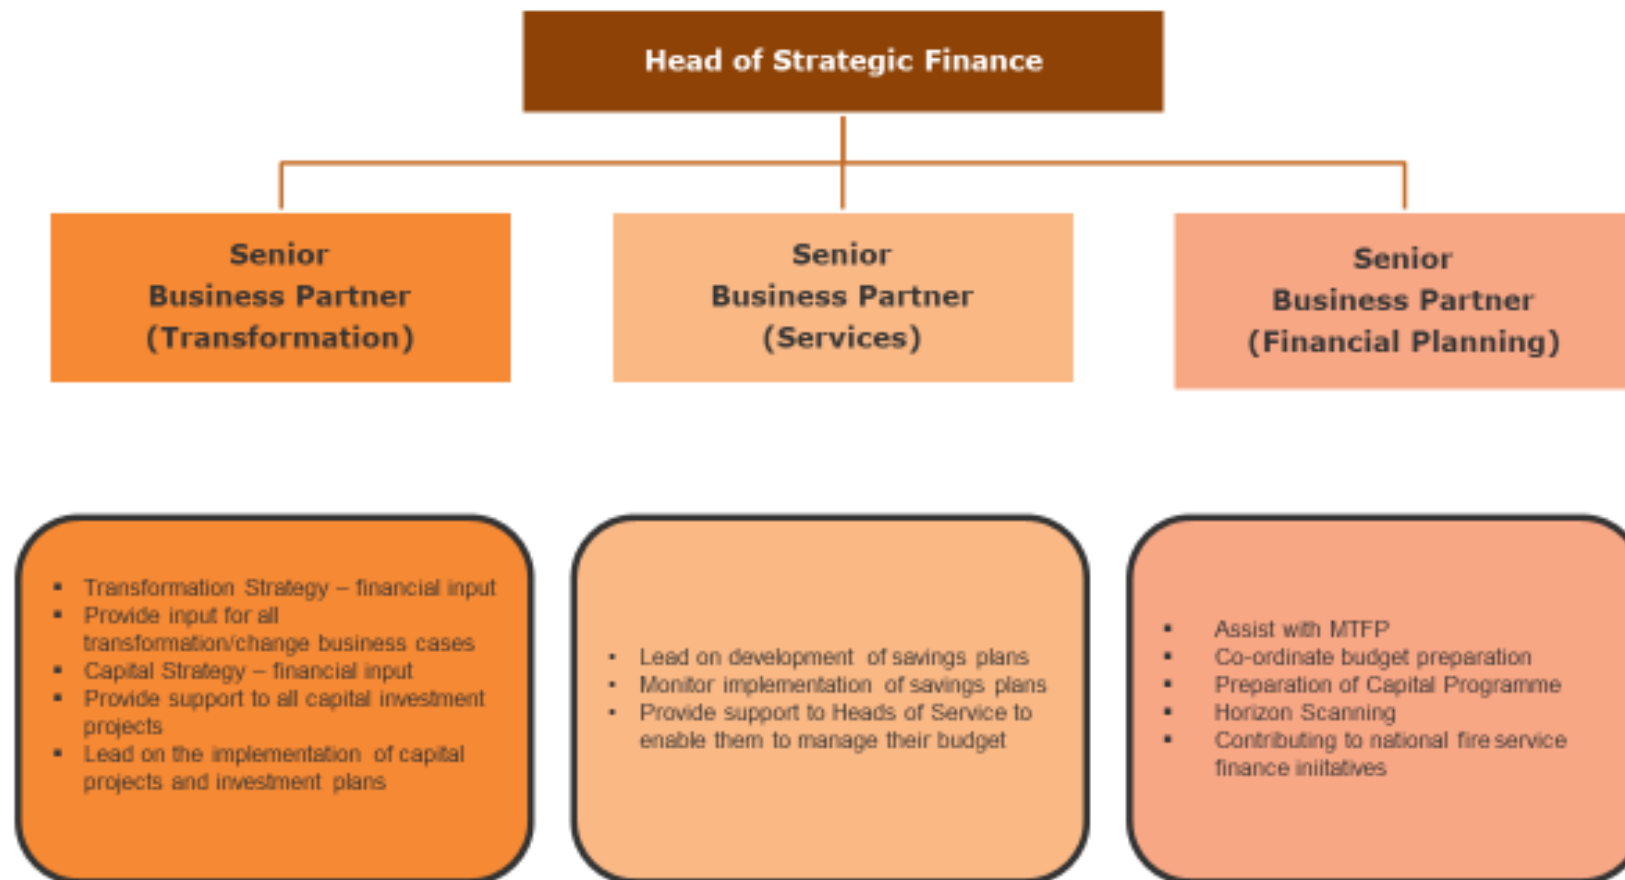 Head of Strategic Finance
Senior
Business Partner
(Transformation)
Senior
Business Partner
(Services)
Senior
Business Partner
(Financial Planning)
▪ Transformation Strategy – financial input
▪ Provide input for all
transformation/change business cases
▪ Capital Strategy – financial input
▪ Provide support to all capital investment
projects
▪ Lead on the implementation of capital
projects and investment plans
▪ Lead on development of savings plans
▪ Monitor implementation of savings plans
▪ Provide support to Heads of Service to
enable them to manage their budget
▪ Assist with MTFP
▪ Co-ordinate budget preparation
▪ Preparation of Capital Programme
▪ Horizon Scanning
▪ Contributing to national fire service
finance iniitatives